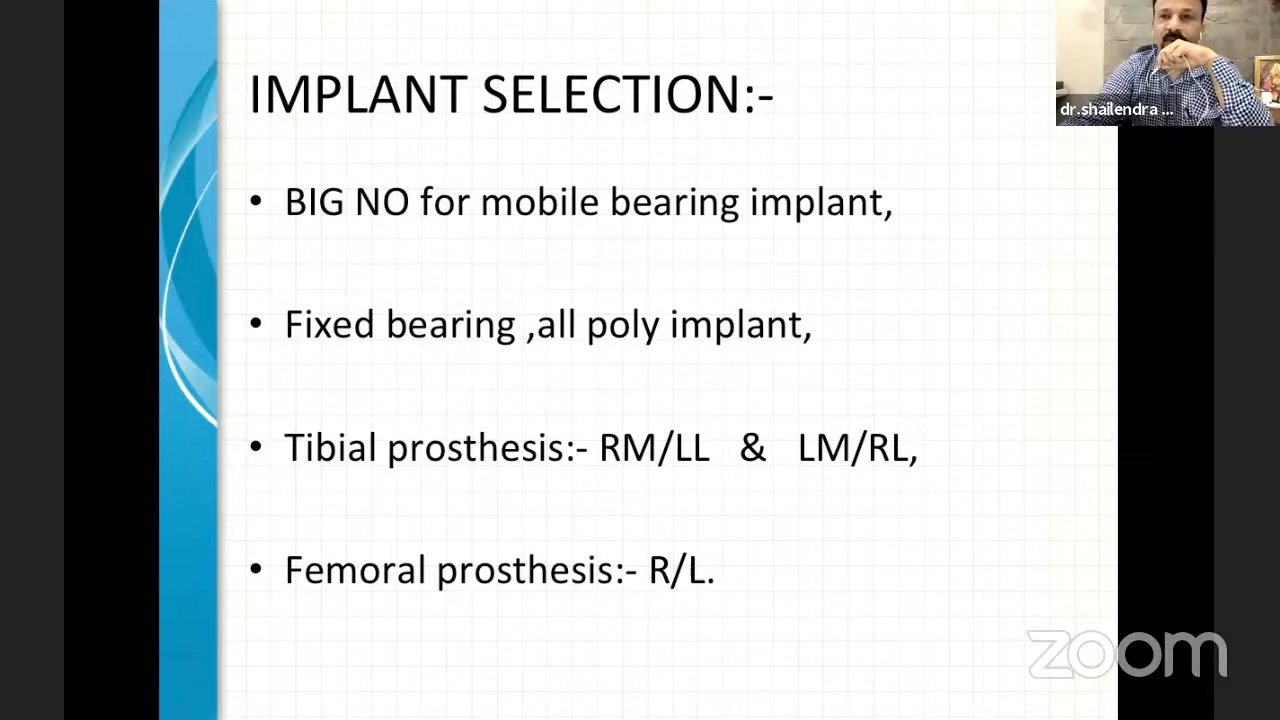 IMPLANT SELECTION:-
• BIG NO for mobile bearing implant,
• Fixed bearing ,all poly implant,
• Tibial prosthesis:- RM/LL & LM/RL,
• Femoral prosthesis:- R/L.
dr.shailendra ...
zoom